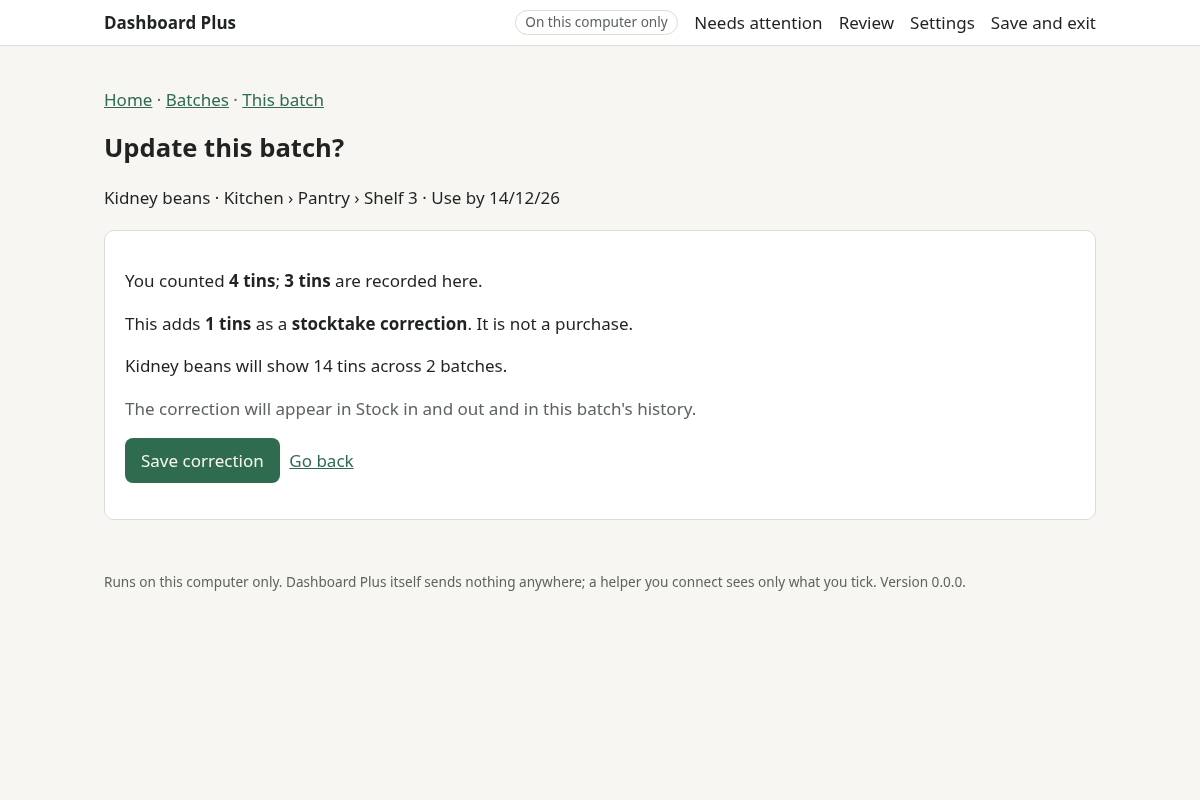 Dashboard Plus
On this computer only
Needs attention
Review
Settings
Save and exit
Home · Batches · This batch
Update this batch?
Kidney beans · Kitchen › Pantry › Shelf 3 · Use by 14/12/26
You counted 4 tins; 3 tins are recorded here.
This adds 1 tins as a stocktake correction. It is not a purchase.
Kidney beans will show 14 tins across 2 batches.
The correction will appear in Stock in and out and in this batch's history.
Save correction
Go back
Runs on this computer only. Dashboard Plus itself sends nothing anywhere; a helper you connect sees only what you tick. Version 0.0.0.